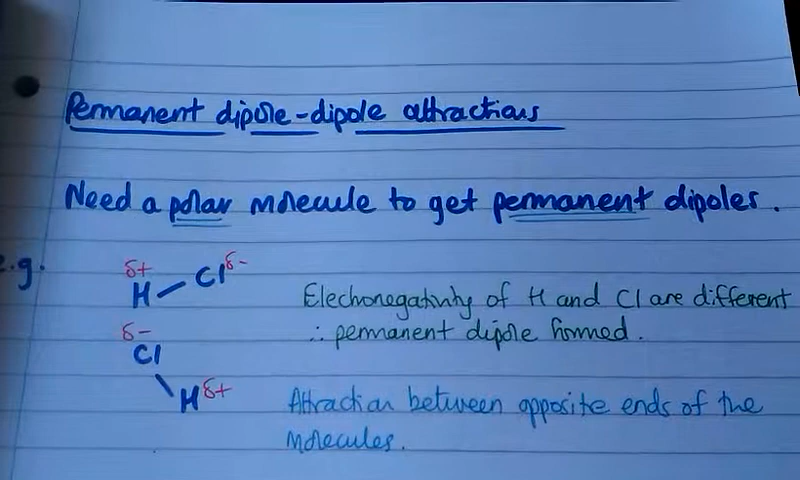 Permanent dipole-dipole attractions
Need a polar molecule to get permanent dipoles.
e.g.
δ+ δ-
H - Cl
Electronegativity of H and Cl are different
∴ permanent dipole formed.
δ-
Cl
\
H δ+
Attraction between opposite ends of the
molecules.